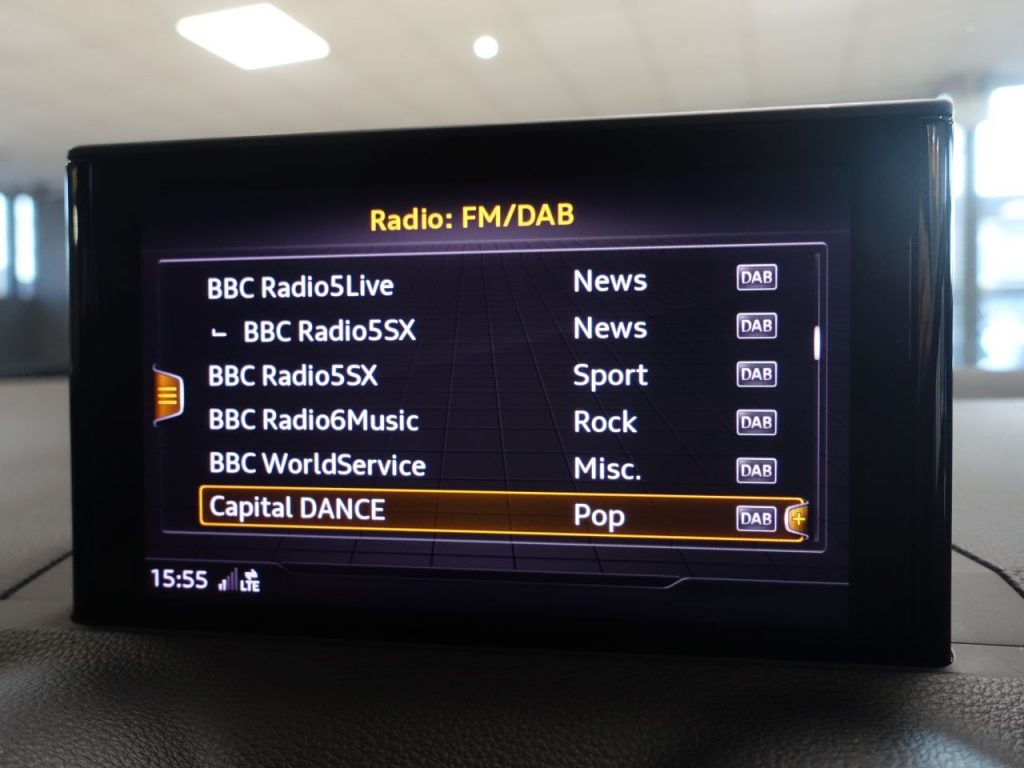 Radio: FM/DAB
BBC Radio5Live News DAB
BBC Radio5SX News DAB
BBC Radio5SX Sport DAB
BBC Radio6Music Rock DAB
BBC WorldService Misc. DAB
Capital DANCE Pop DAB +
15:55 LTE